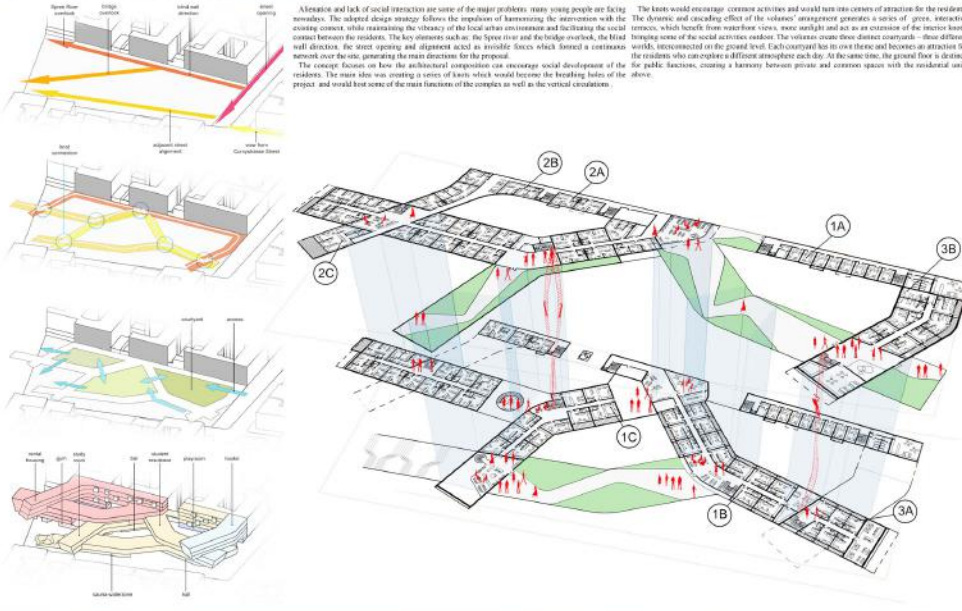 Spree river
overlook
bridge
overlook
blind wall
direction
street
opening
adjacent street
alignment
view from
Cuvrystrasse Street
knot
connection
courtyard
access
rental
housing
gym
study
room
bar
student
residence
playroom
hostel
sauna-waterzone
hall
Alienation and lack of social interaction are some of the major problems many young people are facing
nowadays. The adopted design strategy follows the impulsion of harmonizing the intervention with the
existing context, while maintaining the vibrancy of the local urban environment and facilitating the social
contact between the residents. The key elements such as: the Spree river and the bridge overlook, the blind
wall direction, the street opening and alignment acted as invisible forces which formed a continuous
network over the site, generating the main directions for the proposal.
The concept focuses on how the architectural composition can encourage social development of the
residents. The main idea was creating a series of knots which would become the breathing holes of the
project and would host some of the main functions of the complex as well as the vertical circulations .
The knots would encourage common activities and would turn into centers of attraction for the
The dynamic and cascading effect of the volumes' arrangement generates a series of green,
terraces, which benefit from waterfront views, more sunlight and act as an extension of the interior
bringing some of the social activities outdoor. The volumes create three distinct courtyards – three
worlds, interconnected on the ground level. Each courtyard has its own theme and becomes an attraction
the residents who can explore a different atmosphere each day. At the same time, the ground floor is
for public functions, creating a harmony between private and common spaces with the residential
above.
2B
2A
1A
3B
2C
1C
1B
3A